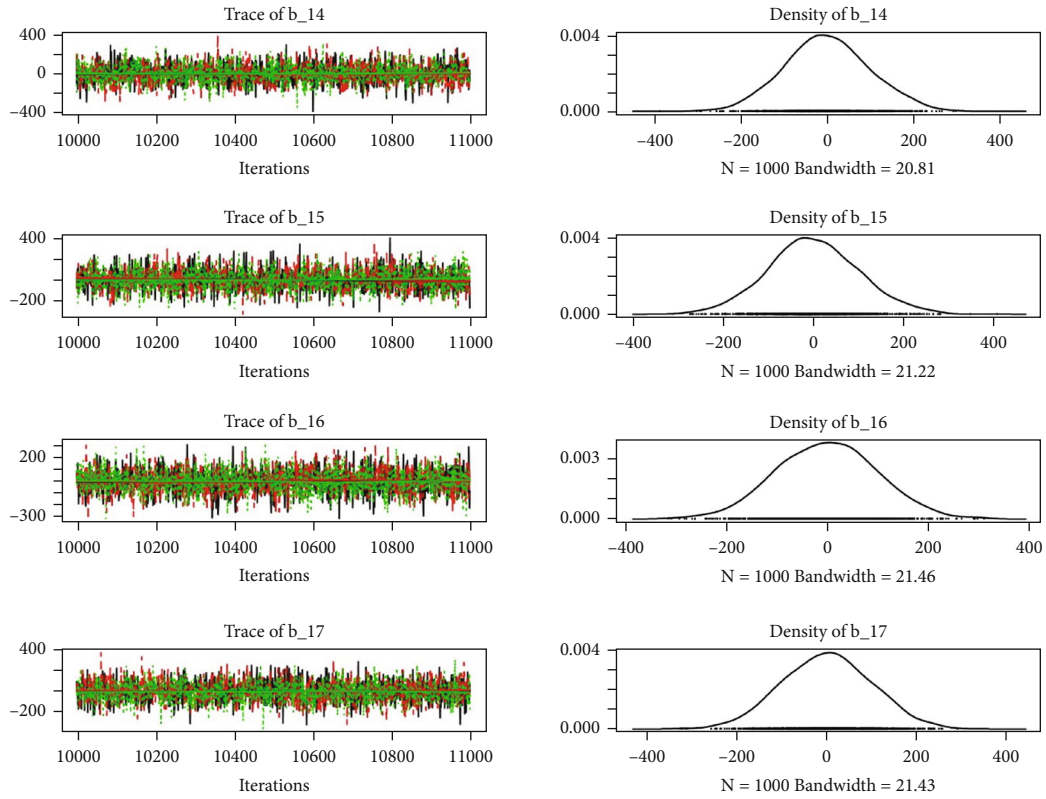 Trace of b_14
400
0
−400
10000 10200 10400 10600 10800 11000
Iterations
Density of b_14
0.004
0.000
−400 −200 0 200 400
N = 1000 Bandwidth = 20.81
Trace of b_15
400
−200
10000 10200 10400 10600 10800 11000
Iterations
Density of b_15
0.004
0.000
−400 −200 0 200 400
N = 1000 Bandwidth = 21.22
Trace of b_16
200
−300
10000 10200 10400 10600 10800 11000
Iterations
Density of b_16
0.003
0.000
−400 −200 0 200 400
N = 1000 Bandwidth = 21.46
Trace of b_17
400
−200
10000 10200 10400 10600 10800 11000
Iterations
Density of b_17
0.004
0.000
−400 −200 0 200 400
N = 1000 Bandwidth = 21.43